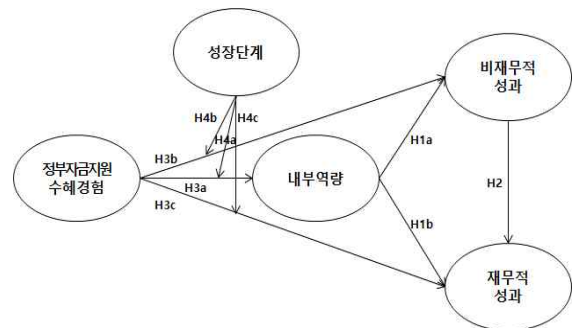 성장단계
비재무적
성과
H4b
H4c
H4a
H1a
H3b
정부자금지원
수혜경험
내부역량
H3a
H2
H3c
H1b
재무적
성과